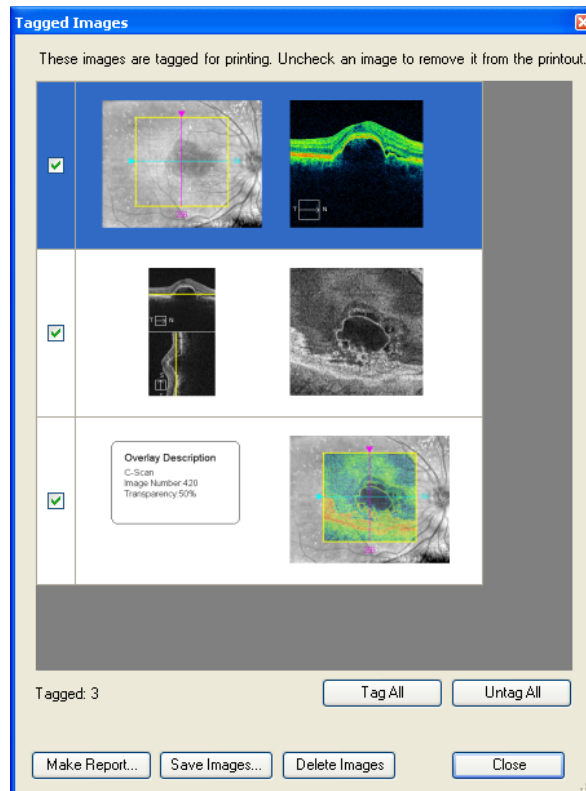 Tagged Images
These images are tagged for printing. Uncheck an image to remove it from the printout.
T N
T N
S
Overlay Description
C-Scan
Image Number:420
Transparency:50%
Tagged: 3
Tag All
Untag All
Make Report...
Save Images...
Delete Images
Close